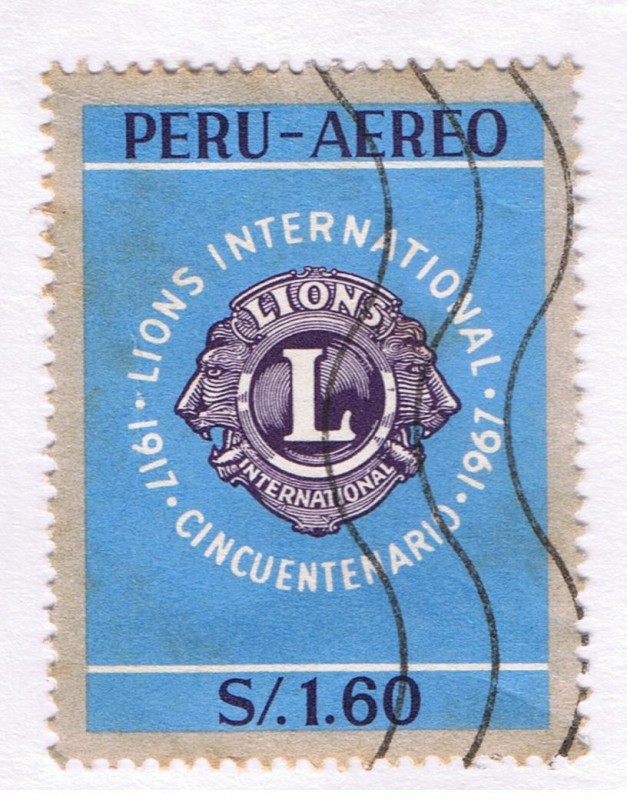 PERU-AEREO
LIONS INTERNATIONAL
LIONS
L
INTERNATIONAL
1917 · CINCUENTENARIO · 1967
S/.1.60